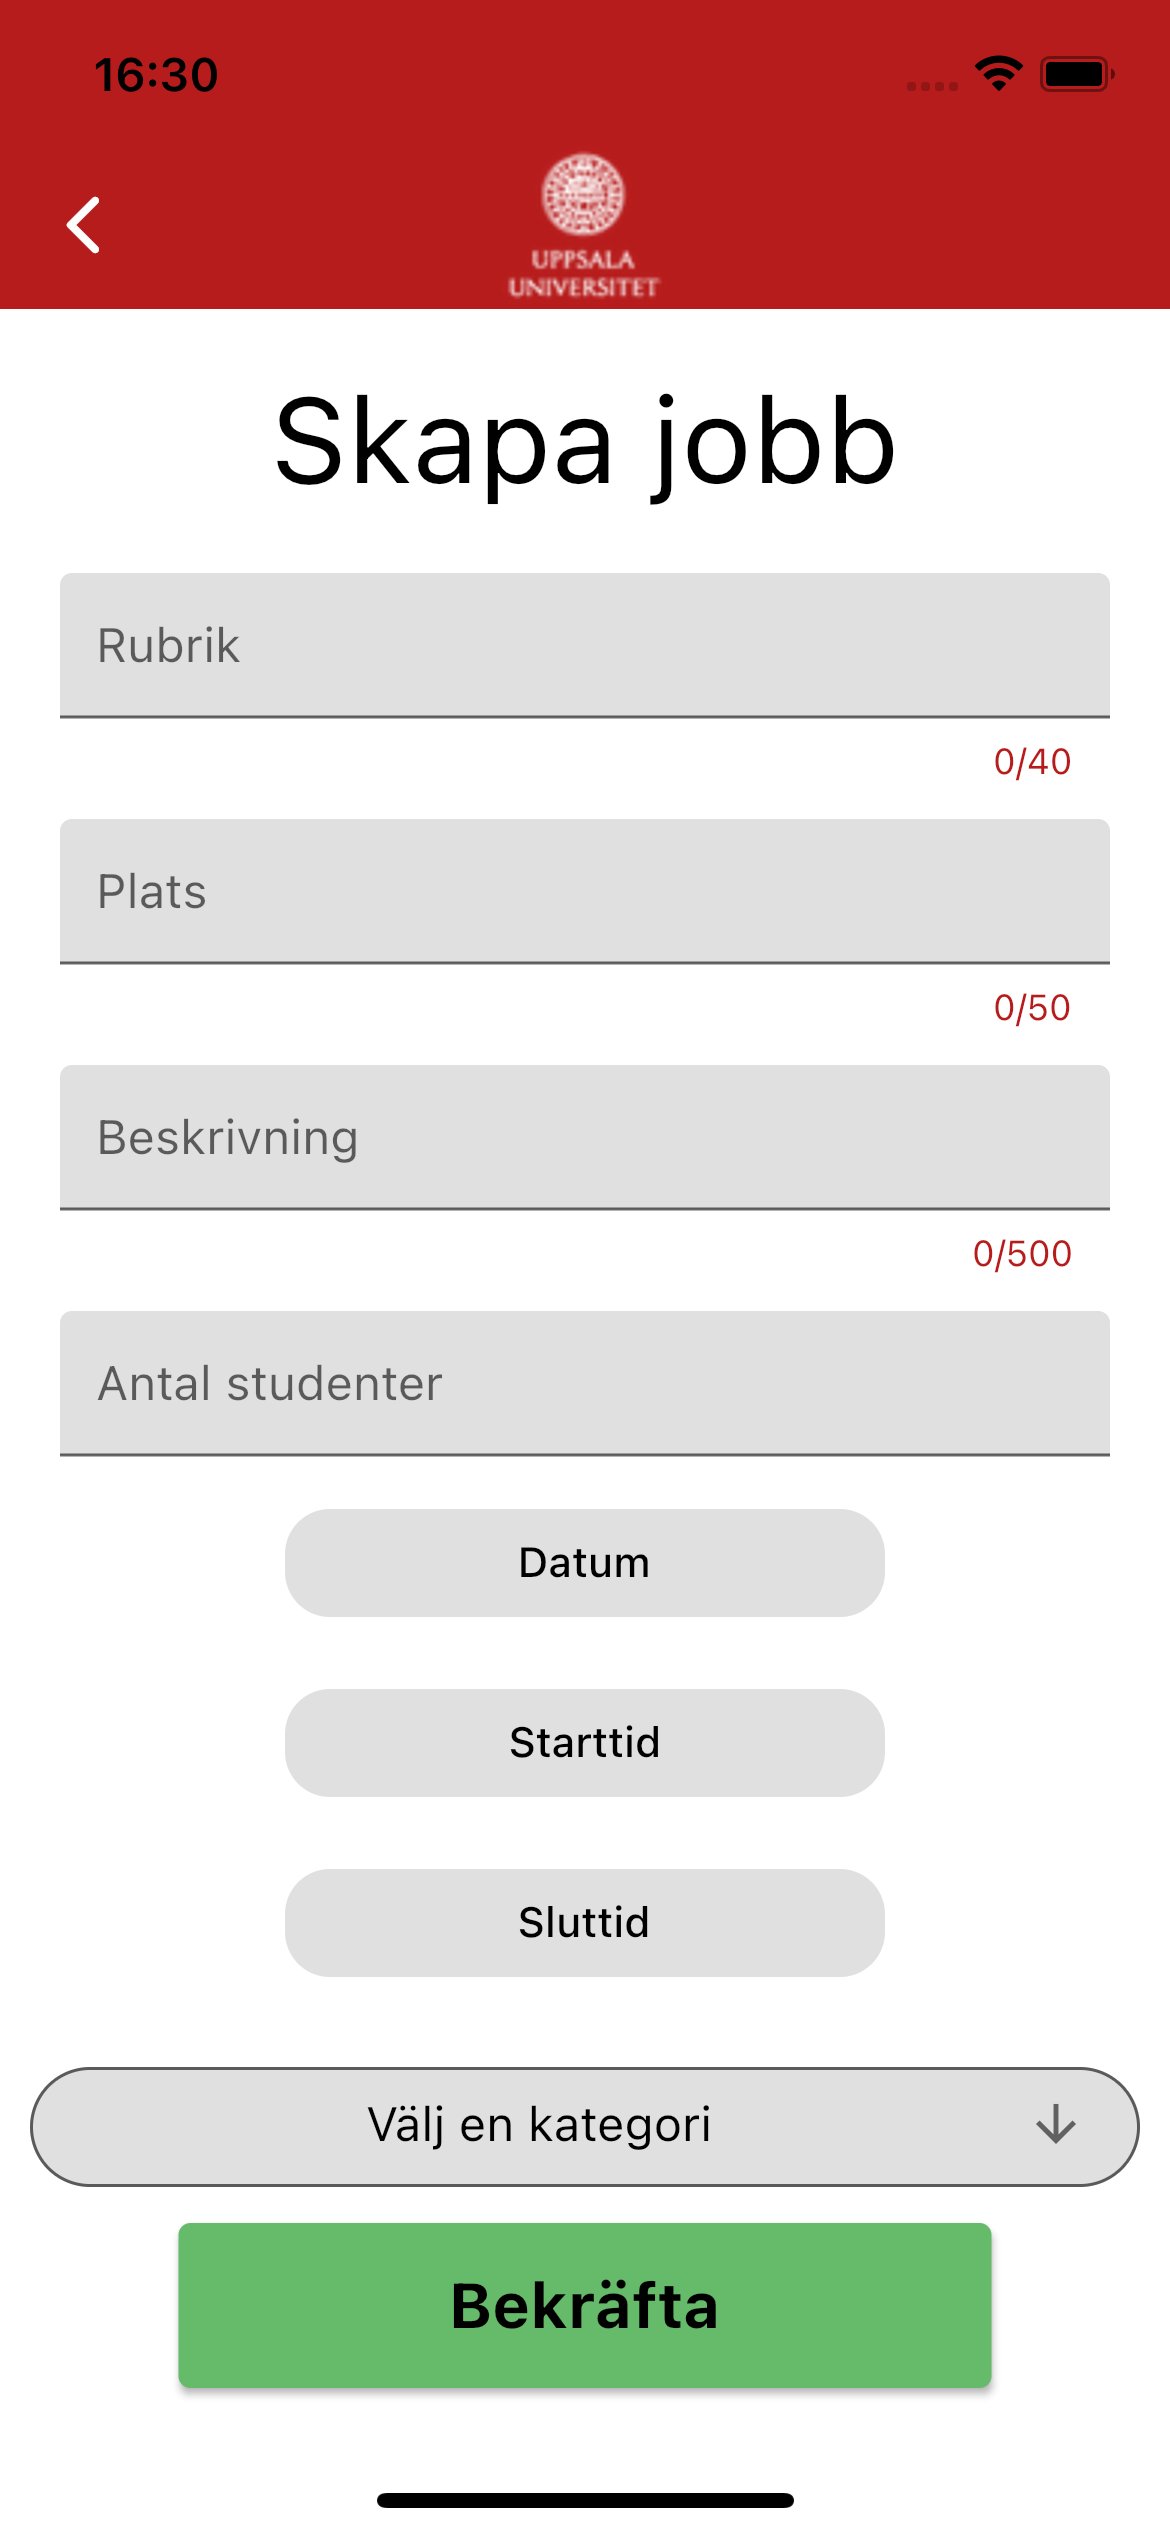 16:30
UPPSALA
UNIVERSITET
Skapa jobb
Rubrik
0/40
Plats
0/50
Beskrivning
0/500
Antal studenter
Datum
Starttid
Sluttid
Välj en kategori
Bekräfta